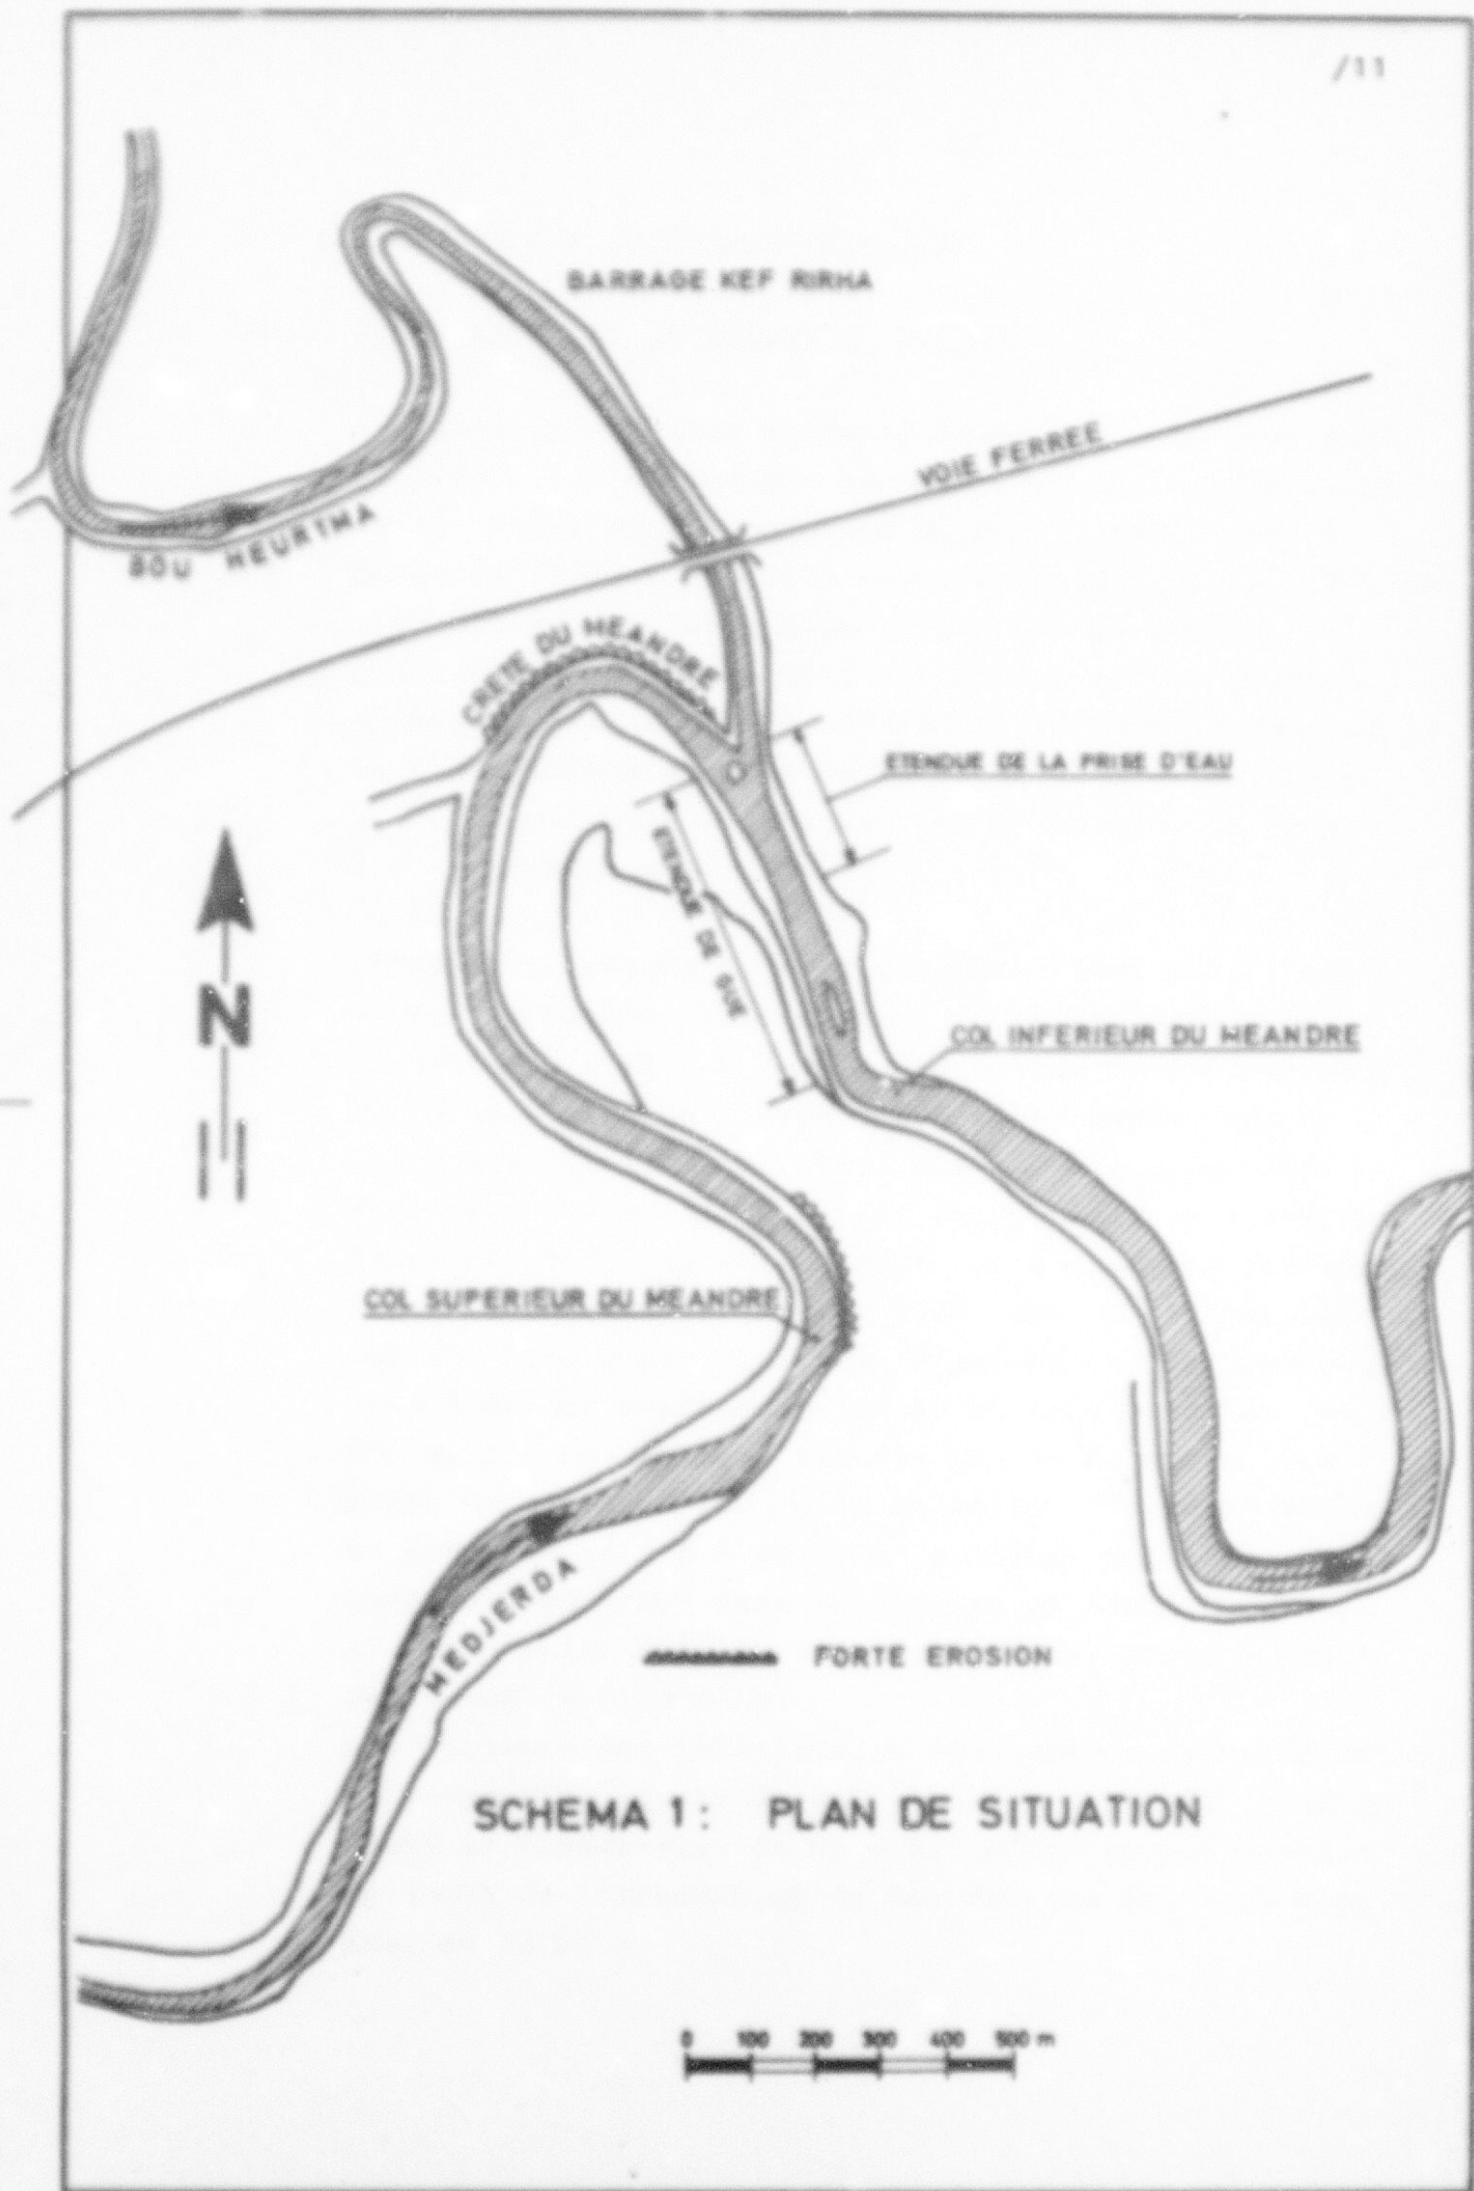 /11
BARRAGE KEF RIRHA
VOIE FERREE
BOU HEURTMA
CRETE DU MEANDRE
ETENDUE DE LA PRISE D'EAU
ETENDUE DE GUE
N
COL INFERIEUR DU MEANDRE
COL SUPERIEUR DU MEANDRE
MEDJERDA
FORTE EROSION
SCHEMA 1 : PLAN DE SITUATION
0 100 200 300 400 500 m